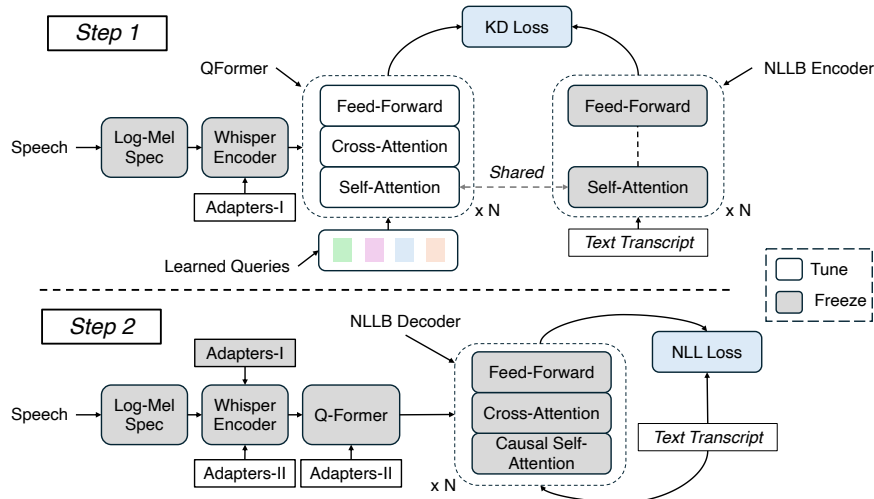 Step 1
KD Loss
QFormer
NLLB Encoder
Feed-Forward
Cross-Attention
Self-Attention
Feed-Forward
Self-Attention
Speech
Log-Mel
Spec
Whisper
Encoder
Adapters-I
Shared
x N
x N
Text Transcript
Learned Queries
Tune
Freeze
Step 2
NLLB Decoder
NLL Loss
Adapters-I
Feed-Forward
Cross-Attention
Causal Self-
Attention
Speech
Log-Mel
Spec
Whisper
Encoder
Q-Former
Text Transcript
Adapters-II
Adapters-II
x N